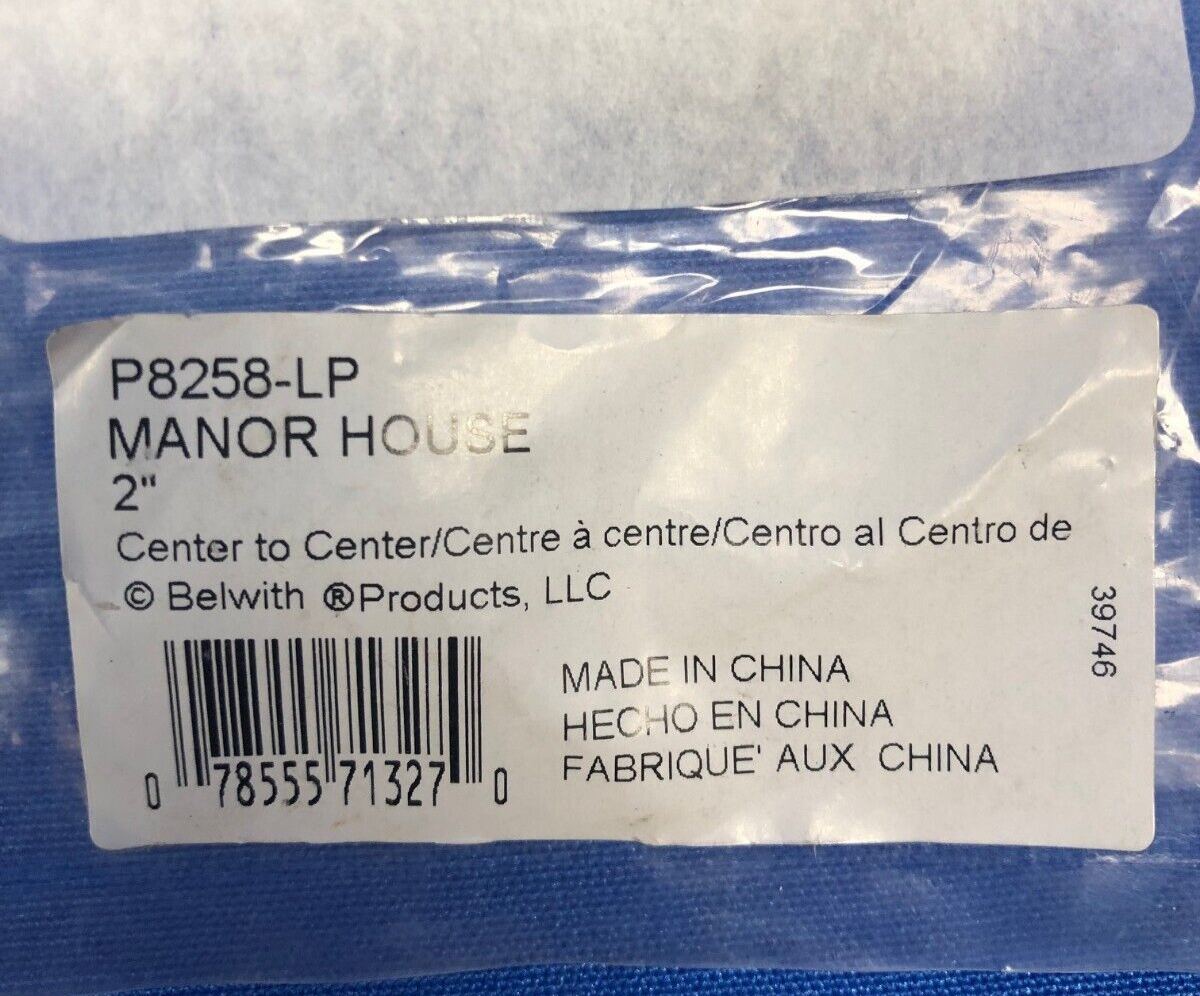 P8258-LP
MANOR HOUSE
2"
Center to Center/Centre à centre/Centro al Centro de
© Belwith ®Products, LLC
39746
MADE IN CHINA
HECHO EN CHINA
FABRIQUE' AUX CHINA
0 78555 71327 0